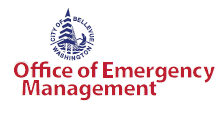 CITY OF BELLEVUE
WASHINGTON
Office of Emergency
Management